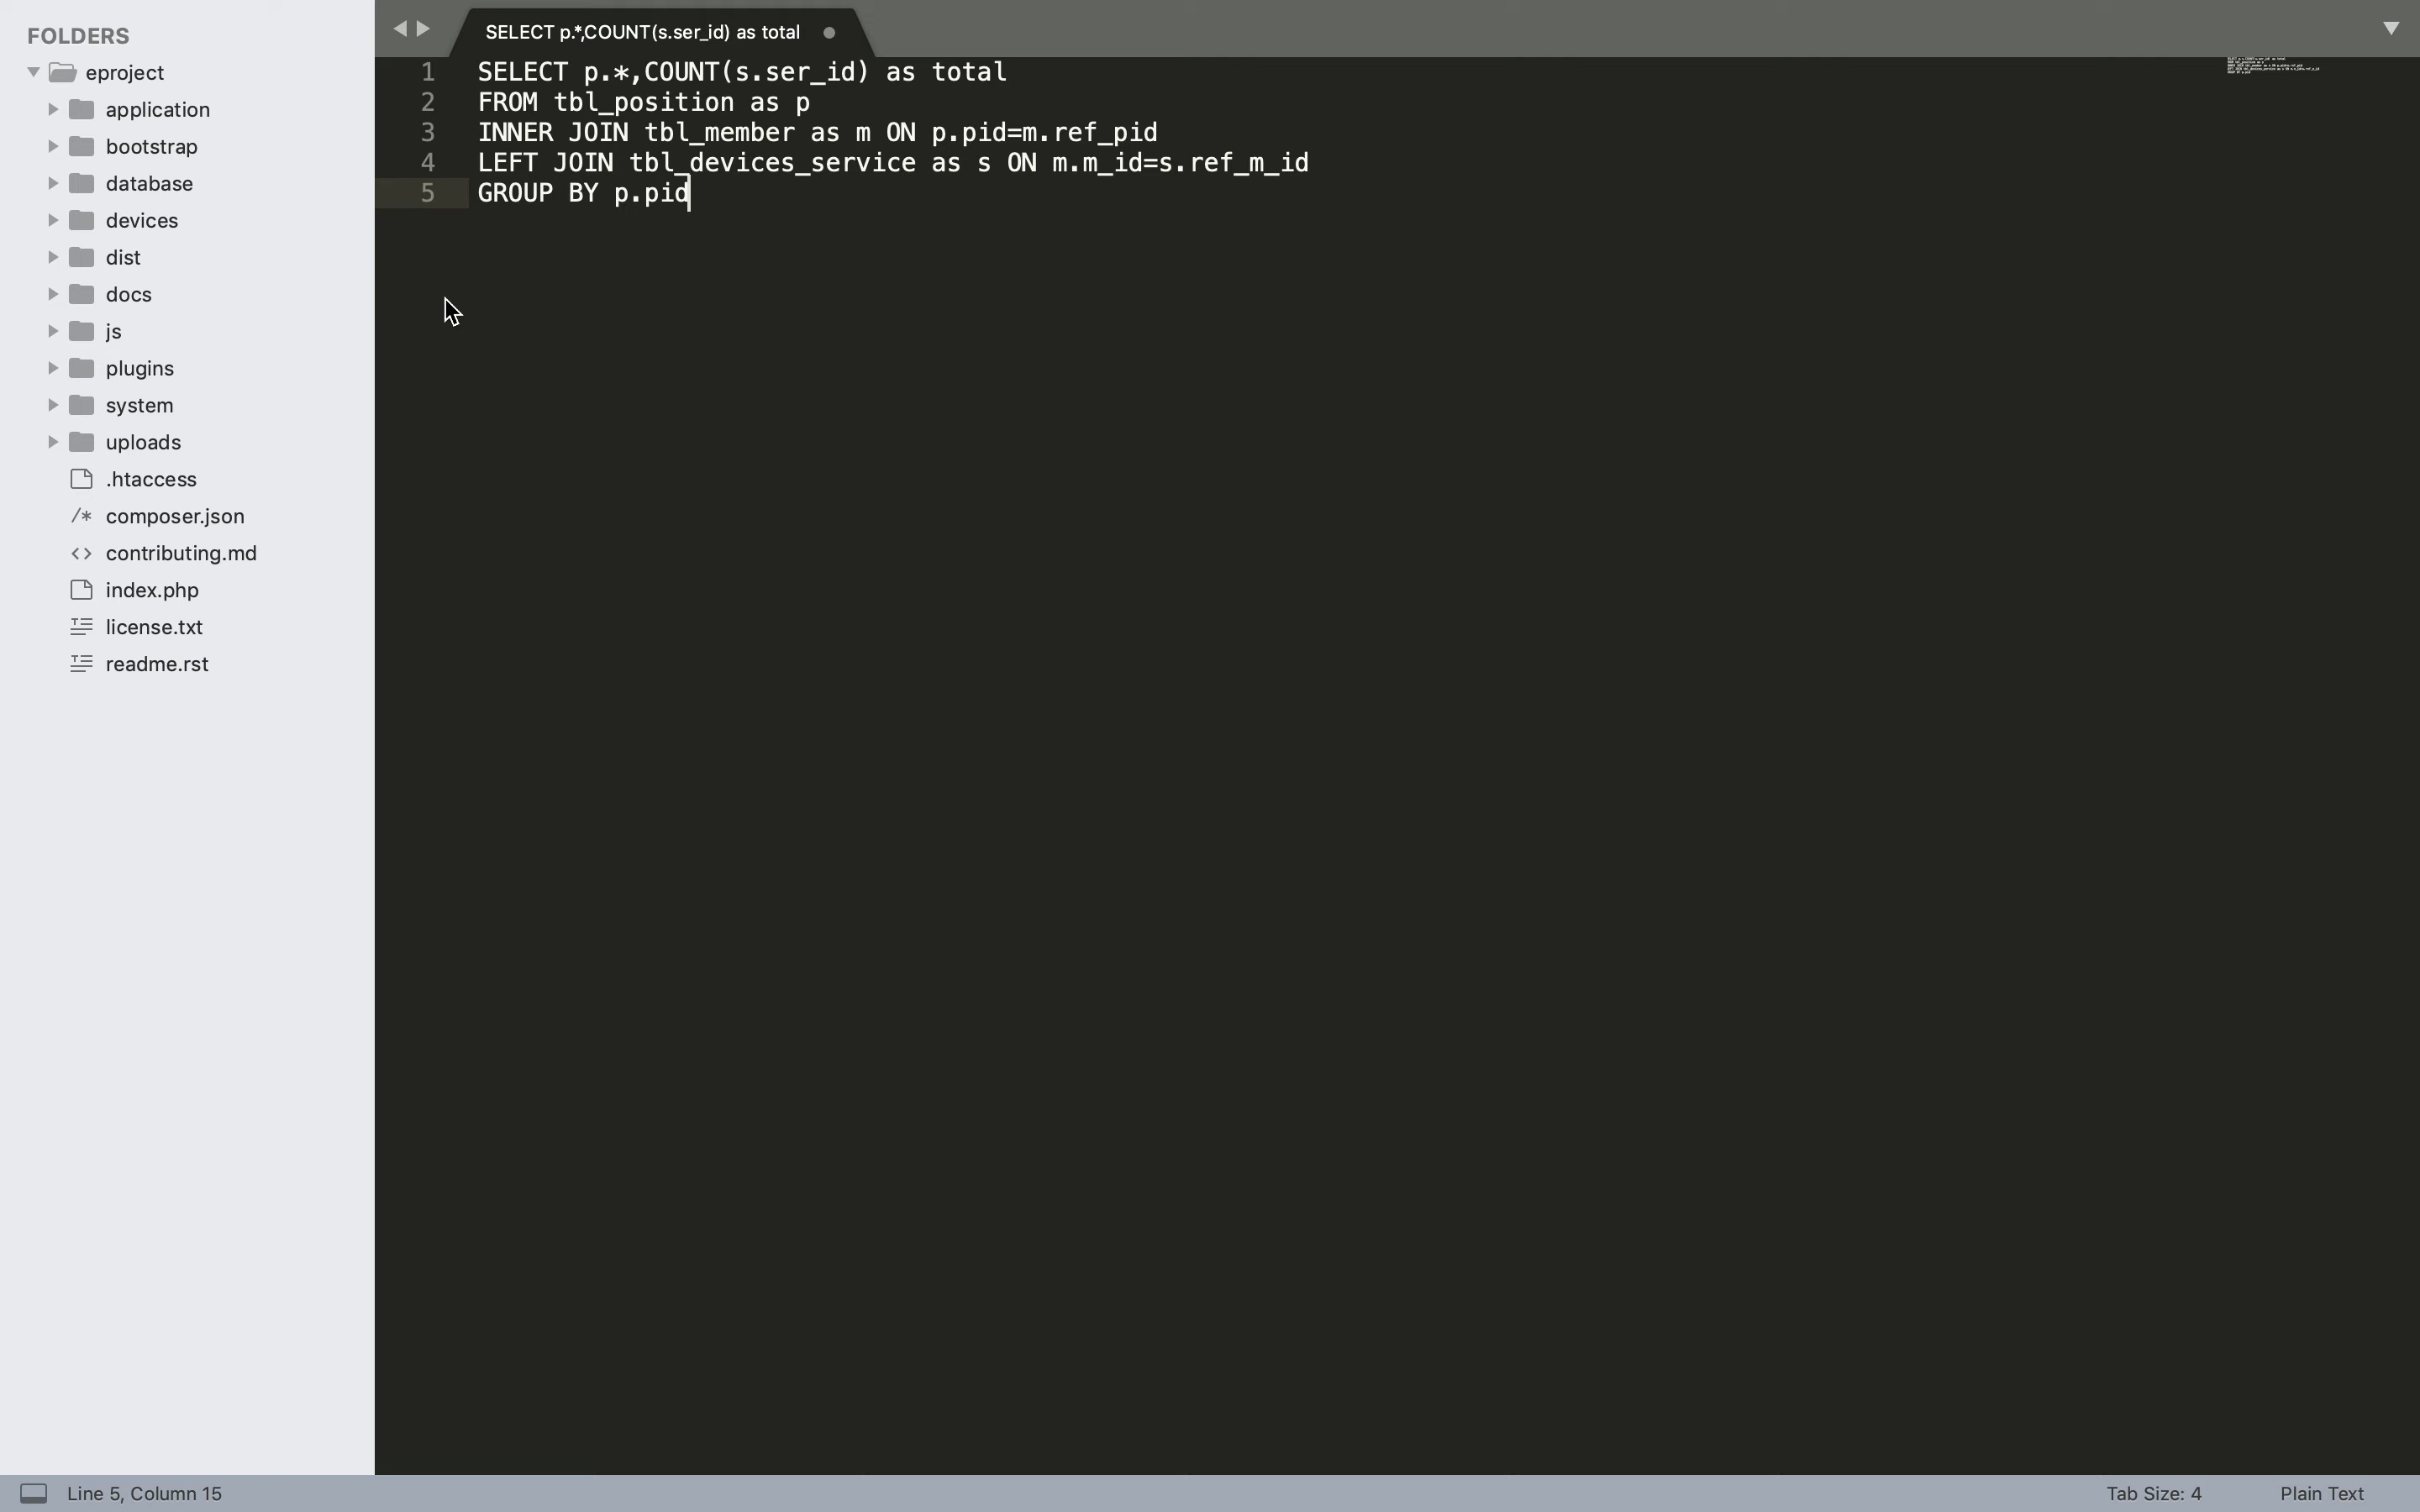 FOLDERS
eproject
application
bootstrap
database
devices
dist
docs
js
plugins
system
uploads
.htaccess
/* composer.json
<> contributing.md
index.php
license.txt
readme.rst
SELECT p.*,COUNT(s.ser_id) as total
1 SELECT p.*,COUNT(s.ser_id) as total
2 FROM tbl_position as p
3 INNER JOIN tbl_member as m ON p.pid=m.ref_pid
4 LEFT JOIN tbl_devices_service as s ON m.m_id=s.ref_m_id
5 GROUP BY p.pid
Line 5, Column 15
Tab Size: 4
Plain Text